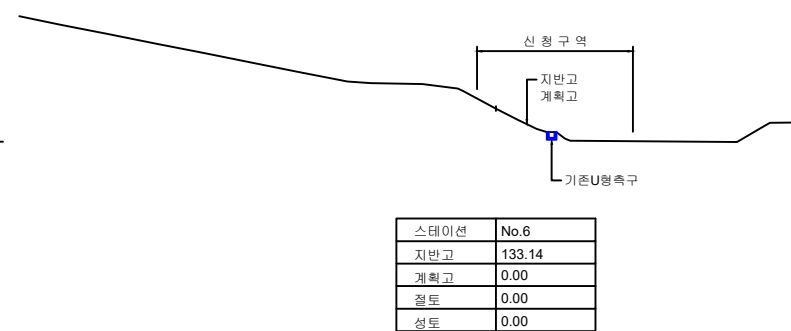 신 청 구 역
지반고
계획고
기존U형측구
스테이션 No.6
지반고 133.14
계획고 0.00
절토 0.00
성토 0.00